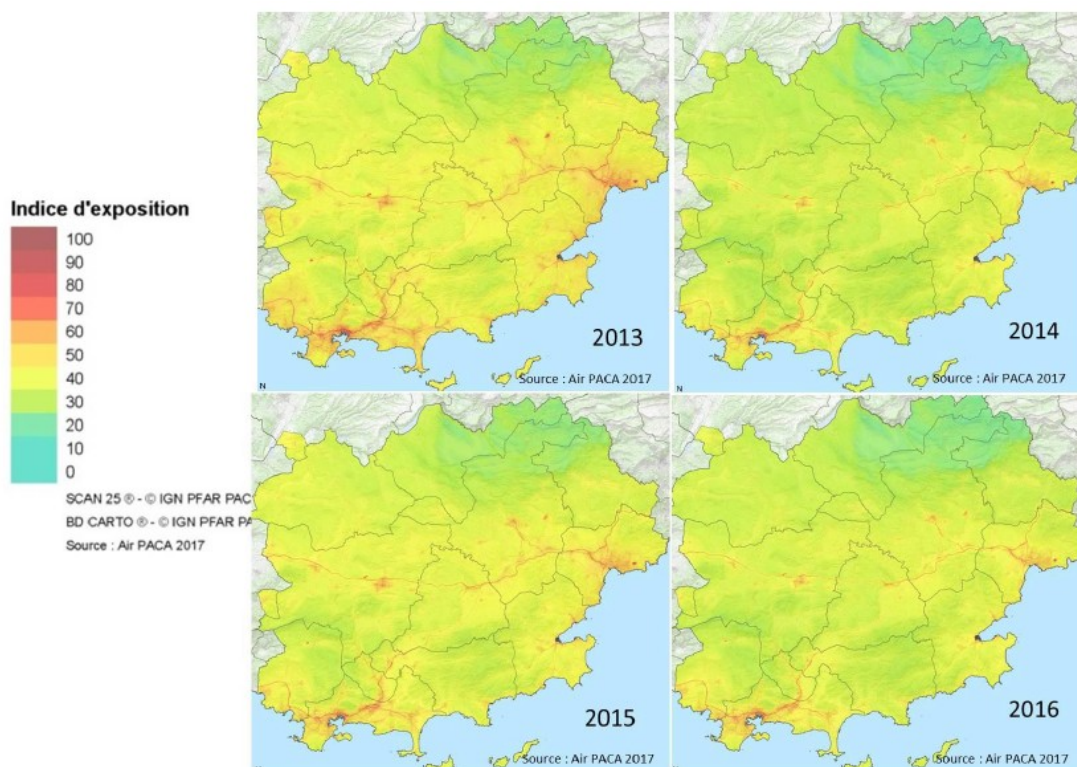 Indice d'exposition
100
90
80
70
60
50
40
30
20
10
0
SCAN 25 ® - © IGN PFAR PAC
BD CARTO ® - © IGN PFAR PA
Source : Air PACA 2017
2013
Source : Air PACA 2017
N
2014
Source : Air PACA 2017
N
2015
Source : Air PACA 2017
2016
Source : Air PACA 2017
N